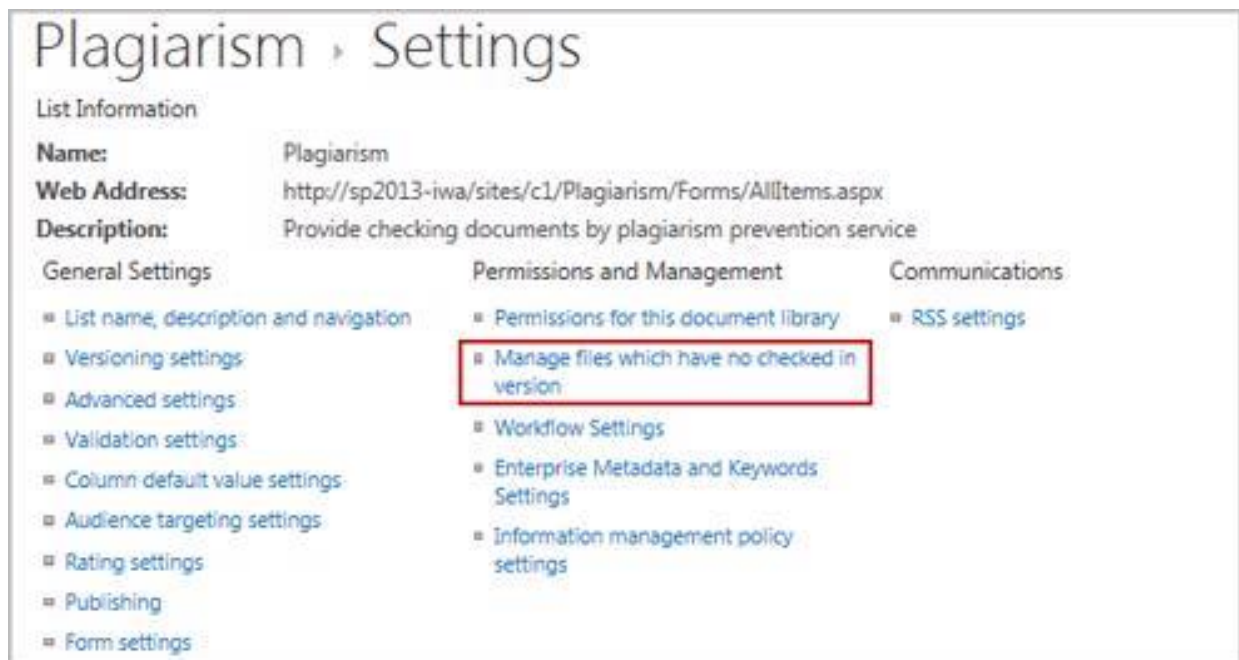 Plagiarism ▸ Settings
List Information
Name: Plagiarism
Web Address: http://sp2013-iwa/sites/c1/Plagiarism/Forms/AllItems.aspx
Description: Provide checking documents by plagiarism prevention service
General Settings
List name, description and navigation
Versioning settings
Advanced settings
Validation settings
Column default value settings
Audience targeting settings
Rating settings
Publishing
Form settings
Permissions and Management
Permissions for this document library
Manage files which have no checked in
version
Workflow Settings
Enterprise Metadata and Keywords
Settings
Information management policy
settings
Communications
RSS settings